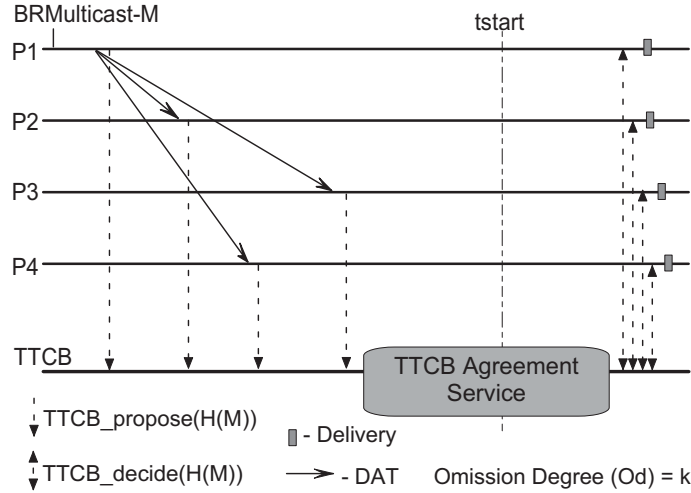 BRMulticast-M
tstart
P1
P2
P3
P4
TTCB
TTCB Agreement
Service
TTCB_propose(H(M))
- Delivery
TTCB_decide(H(M))
- DAT
Omission Degree (Od) = k